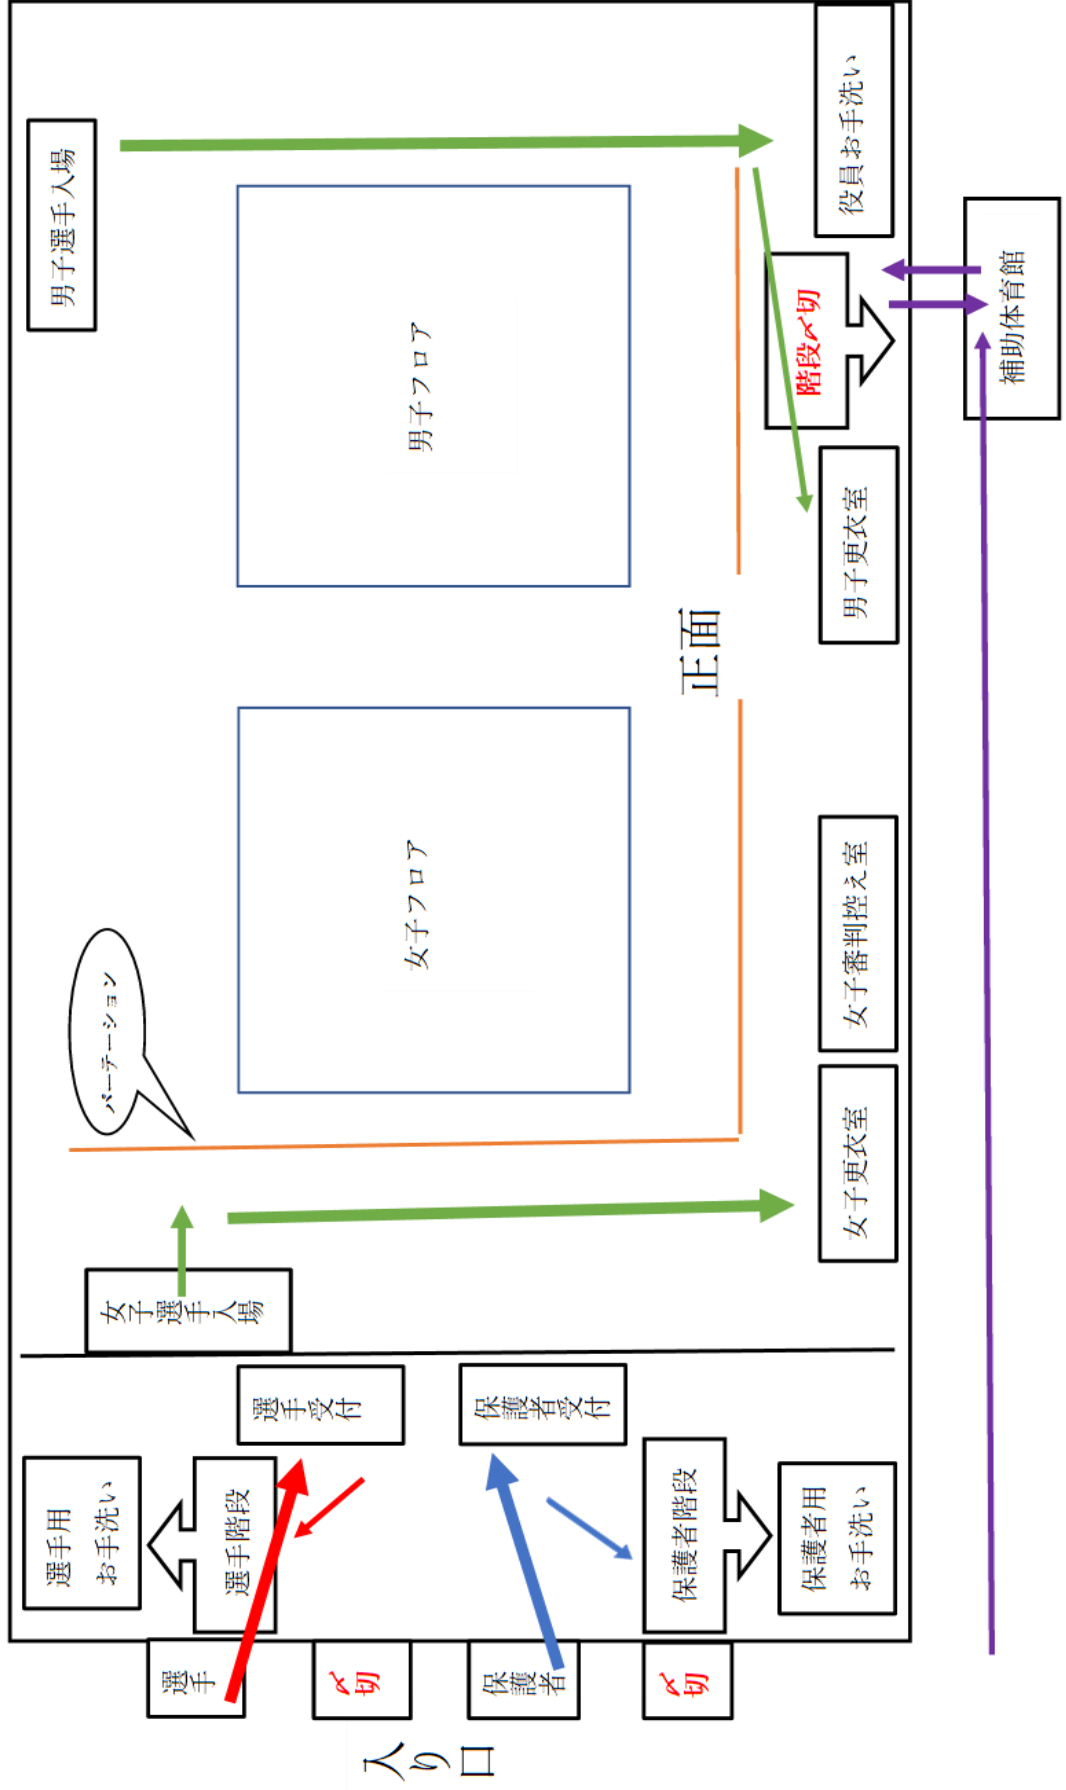 選手用
お手洗い
パーテーション
男子選手入場
女子選手入場
選手
選手階段
選手受付
〆切
女子フロア
男子フロア
入り口
保護者
保護者受付
〆切
保護者階段
正面
階段〆切
保護者用
お手洗い
女子更衣室
女子審判控え室
男子更衣室
役員お手洗い
補助体育館